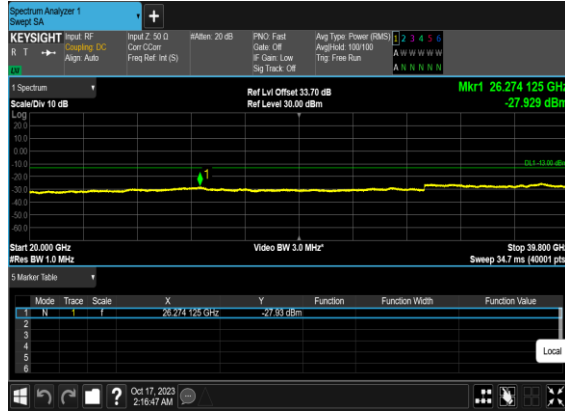 Spectrum Analyzer 1
Swept SA
+
KEYSIGHT Input: RF Input Z: 50 Ω #Atten: 20 dB PNO: Fast Avg Type: Power (RMS) 1 2 3 4 5 6
R T Coupling: DC Corr CCorr Gate: Off Avg|Hold: 100/100 A W W W W W
Align: Auto Freq Ref: Int (S) IF Gain: Low Trig: Free Run
Sig Track: Off A N N N N N
1 Spectrum
Scale/Div 10 dB
Ref Lvl Offset 33.70 dB
Ref Level 30.00 dBm
Mkr1 26.274 125 GHz
-27.929 dBm
Log
20.0
10.0
0.00
-10.0
DL1 -13.00 dBm
-20.0
1
-30.0
-40.0
-50.0
-60.0
Start 20.000 GHz Video BW 3.0 MHz* Stop 39.800 GHz
#Res BW 1.0 MHz Sweep 34.7 ms (40001 pts
5 Marker Table
Mode Trace Scale X Y Function Function Width Function Value
1 N 1 f 26.274 125 GHz -27.93 dBm
2
3
4
5
6
Local
? Oct 17, 2023
2:16:47 AM